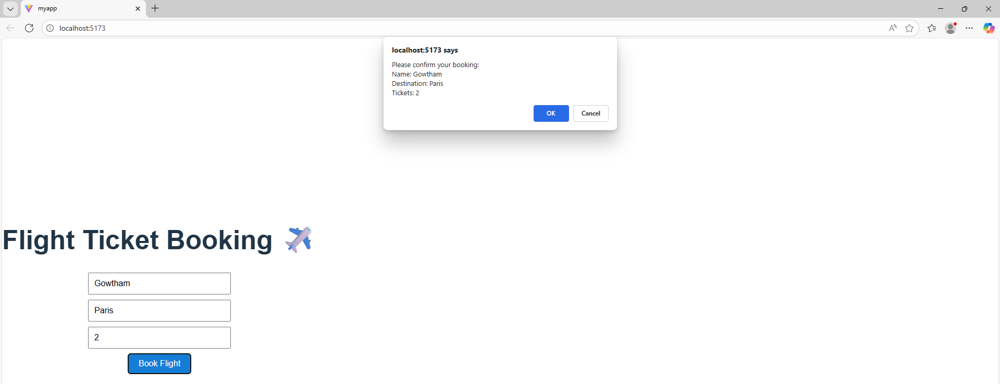 myapp
localhost:5173
localhost:5173 says
Please confirm your booking:
Name: Gowtham
Destination: Paris
Tickets: 2
OK
Cancel
Flight Ticket Booking ✈️
Gowtham
Paris
2
Book Flight